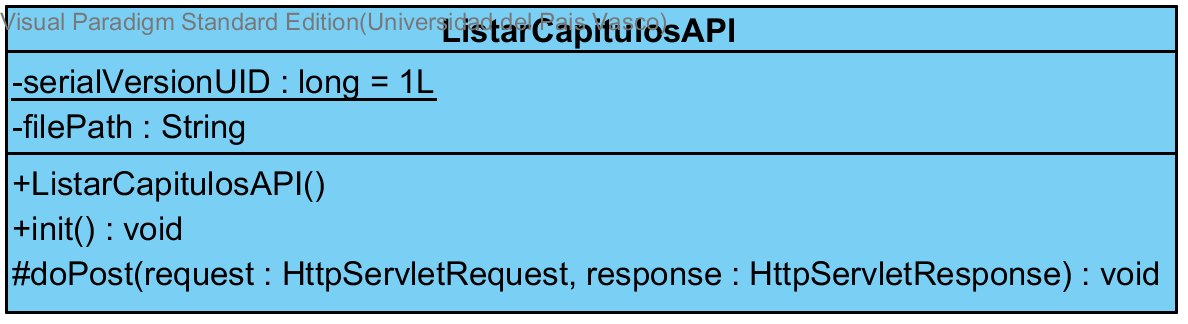 Visual Paradigm Standard Edition(Universidad del Pais Vasco)
ListarCapitulosAPI
-serialVersionUID : long = 1L
-filePath : String
+ListarCapitulosAPI()
+init() : void
#doPost(request : HttpServletRequest, response : HttpServletResponse) : void